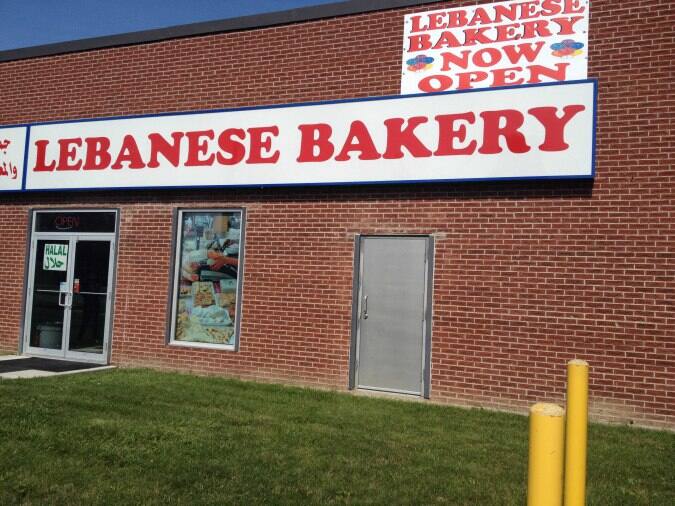 LEBANESE
BAKERY
NOW
OPEN
LEBANESE BAKERY
OPEN
HALAL
حلال